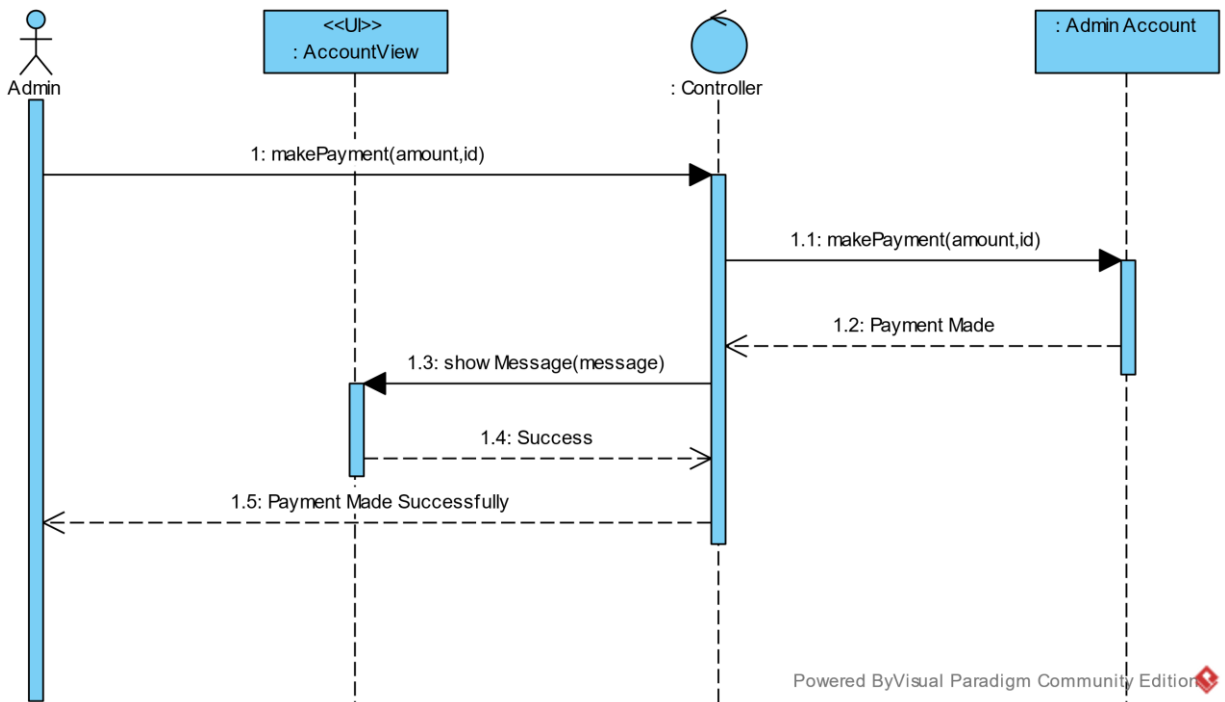 <<UI>>
: AccountView
: Admin Account
Admin
: Controller
1: makePayment(amount,id)
1.1: makePayment(amount,id)
1.2: Payment Made
1.3: show Message(message)
1.4: Success
1.5: Payment Made Successfully
Powered ByVisual Paradigm Community Edition